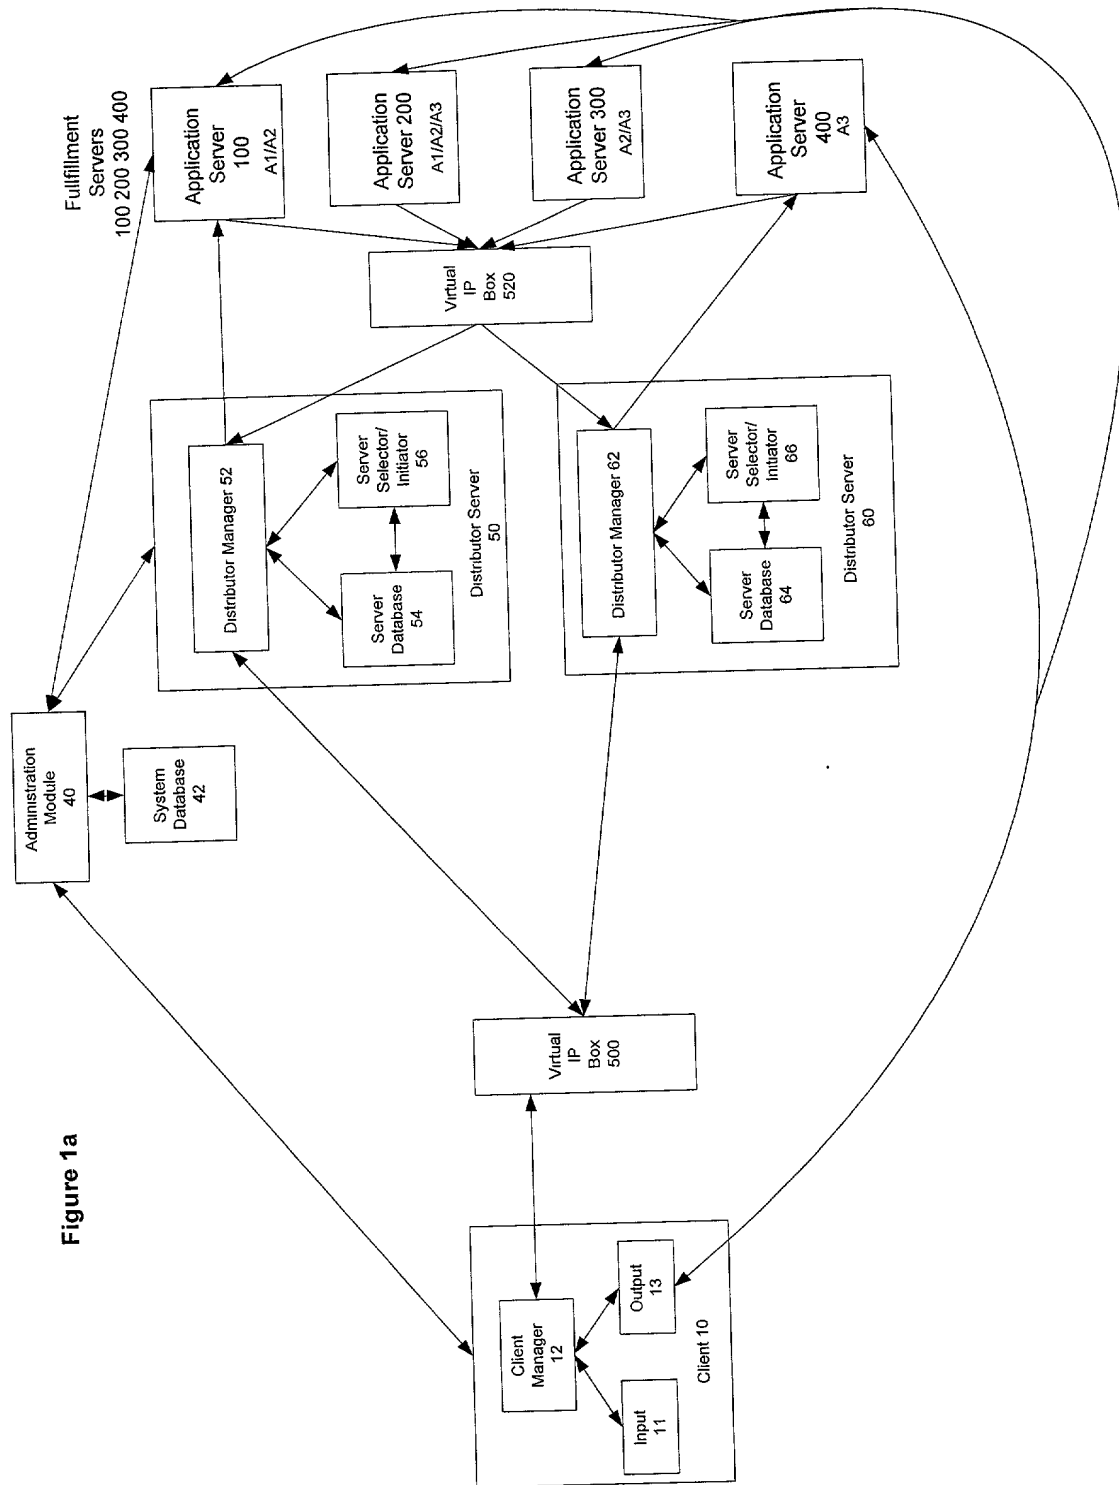 Figure 1a
Administration
Module
40
System
Database
42
Fullfillment
Servers
100 200 300 400
Application
Server
100
A1/A2
Application
Server 200
A1/A2/A3
Application
Server 300
A2/A3
Application
Server
400
A3
Virtual
IP
Box
520
Distributor Manager 52
Server
Selector/
Initiator
56
Server
Database
54
Distributor Server
50
Distributor Manager 62
Server
Selector/
Initiator
66
Server
Database
64
Distributor Server
60
Virtual
IP
Box
500
Client
Manager
12
Output
13
Input
11
Client 10